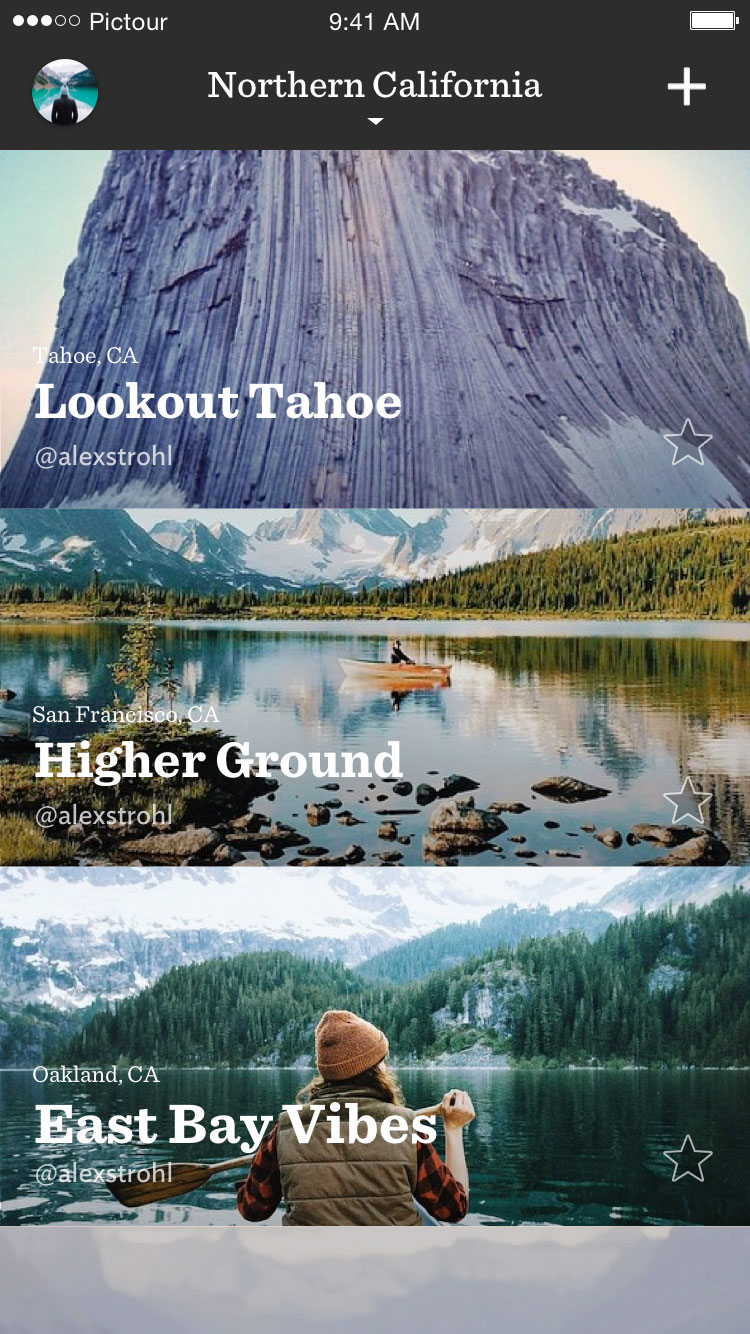 Pictour
9:41 AM
Northern California
Tahoe, CA
Lookout Tahoe
@alexstrohl
San Francisco, CA
Higher Ground
@alexstrohl
Oakland, CA
East Bay Vibes
@alexstrohl